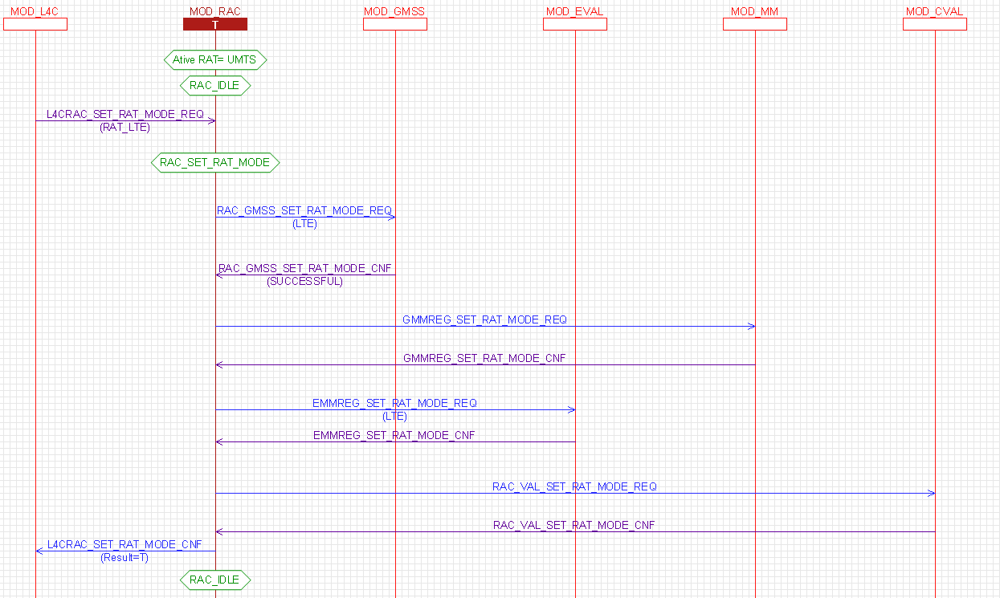 MOD_L4C
MOD_RAC
MOD_GMSS
MOD_EVAL
MOD_MM
MOD_CVAL
T
Ative RAT= UMTS
RAC_IDLE
L4CRAC_SET_RAT_MODE_REQ
(RAT_LTE)
RAC_SET_RAT_MODE
RAC_GMSS_SET_RAT_MODE_REQ
(LTE)
RAC_GMSS_SET_RAT_MODE_CNF
(SUCCESSFUL)
GMMREG_SET_RAT_MODE_REQ
GMMREG_SET_RAT_MODE_CNF
EMMREG_SET_RAT_MODE_REQ
(LTE)
EMMREG_SET_RAT_MODE_CNF
RAC_VAL_SET_RAT_MODE_REQ
RAC_VAL_SET_RAT_MODE_CNF
L4CRAC_SET_RAT_MODE_CNF
(Result=T)
RAC_IDLE